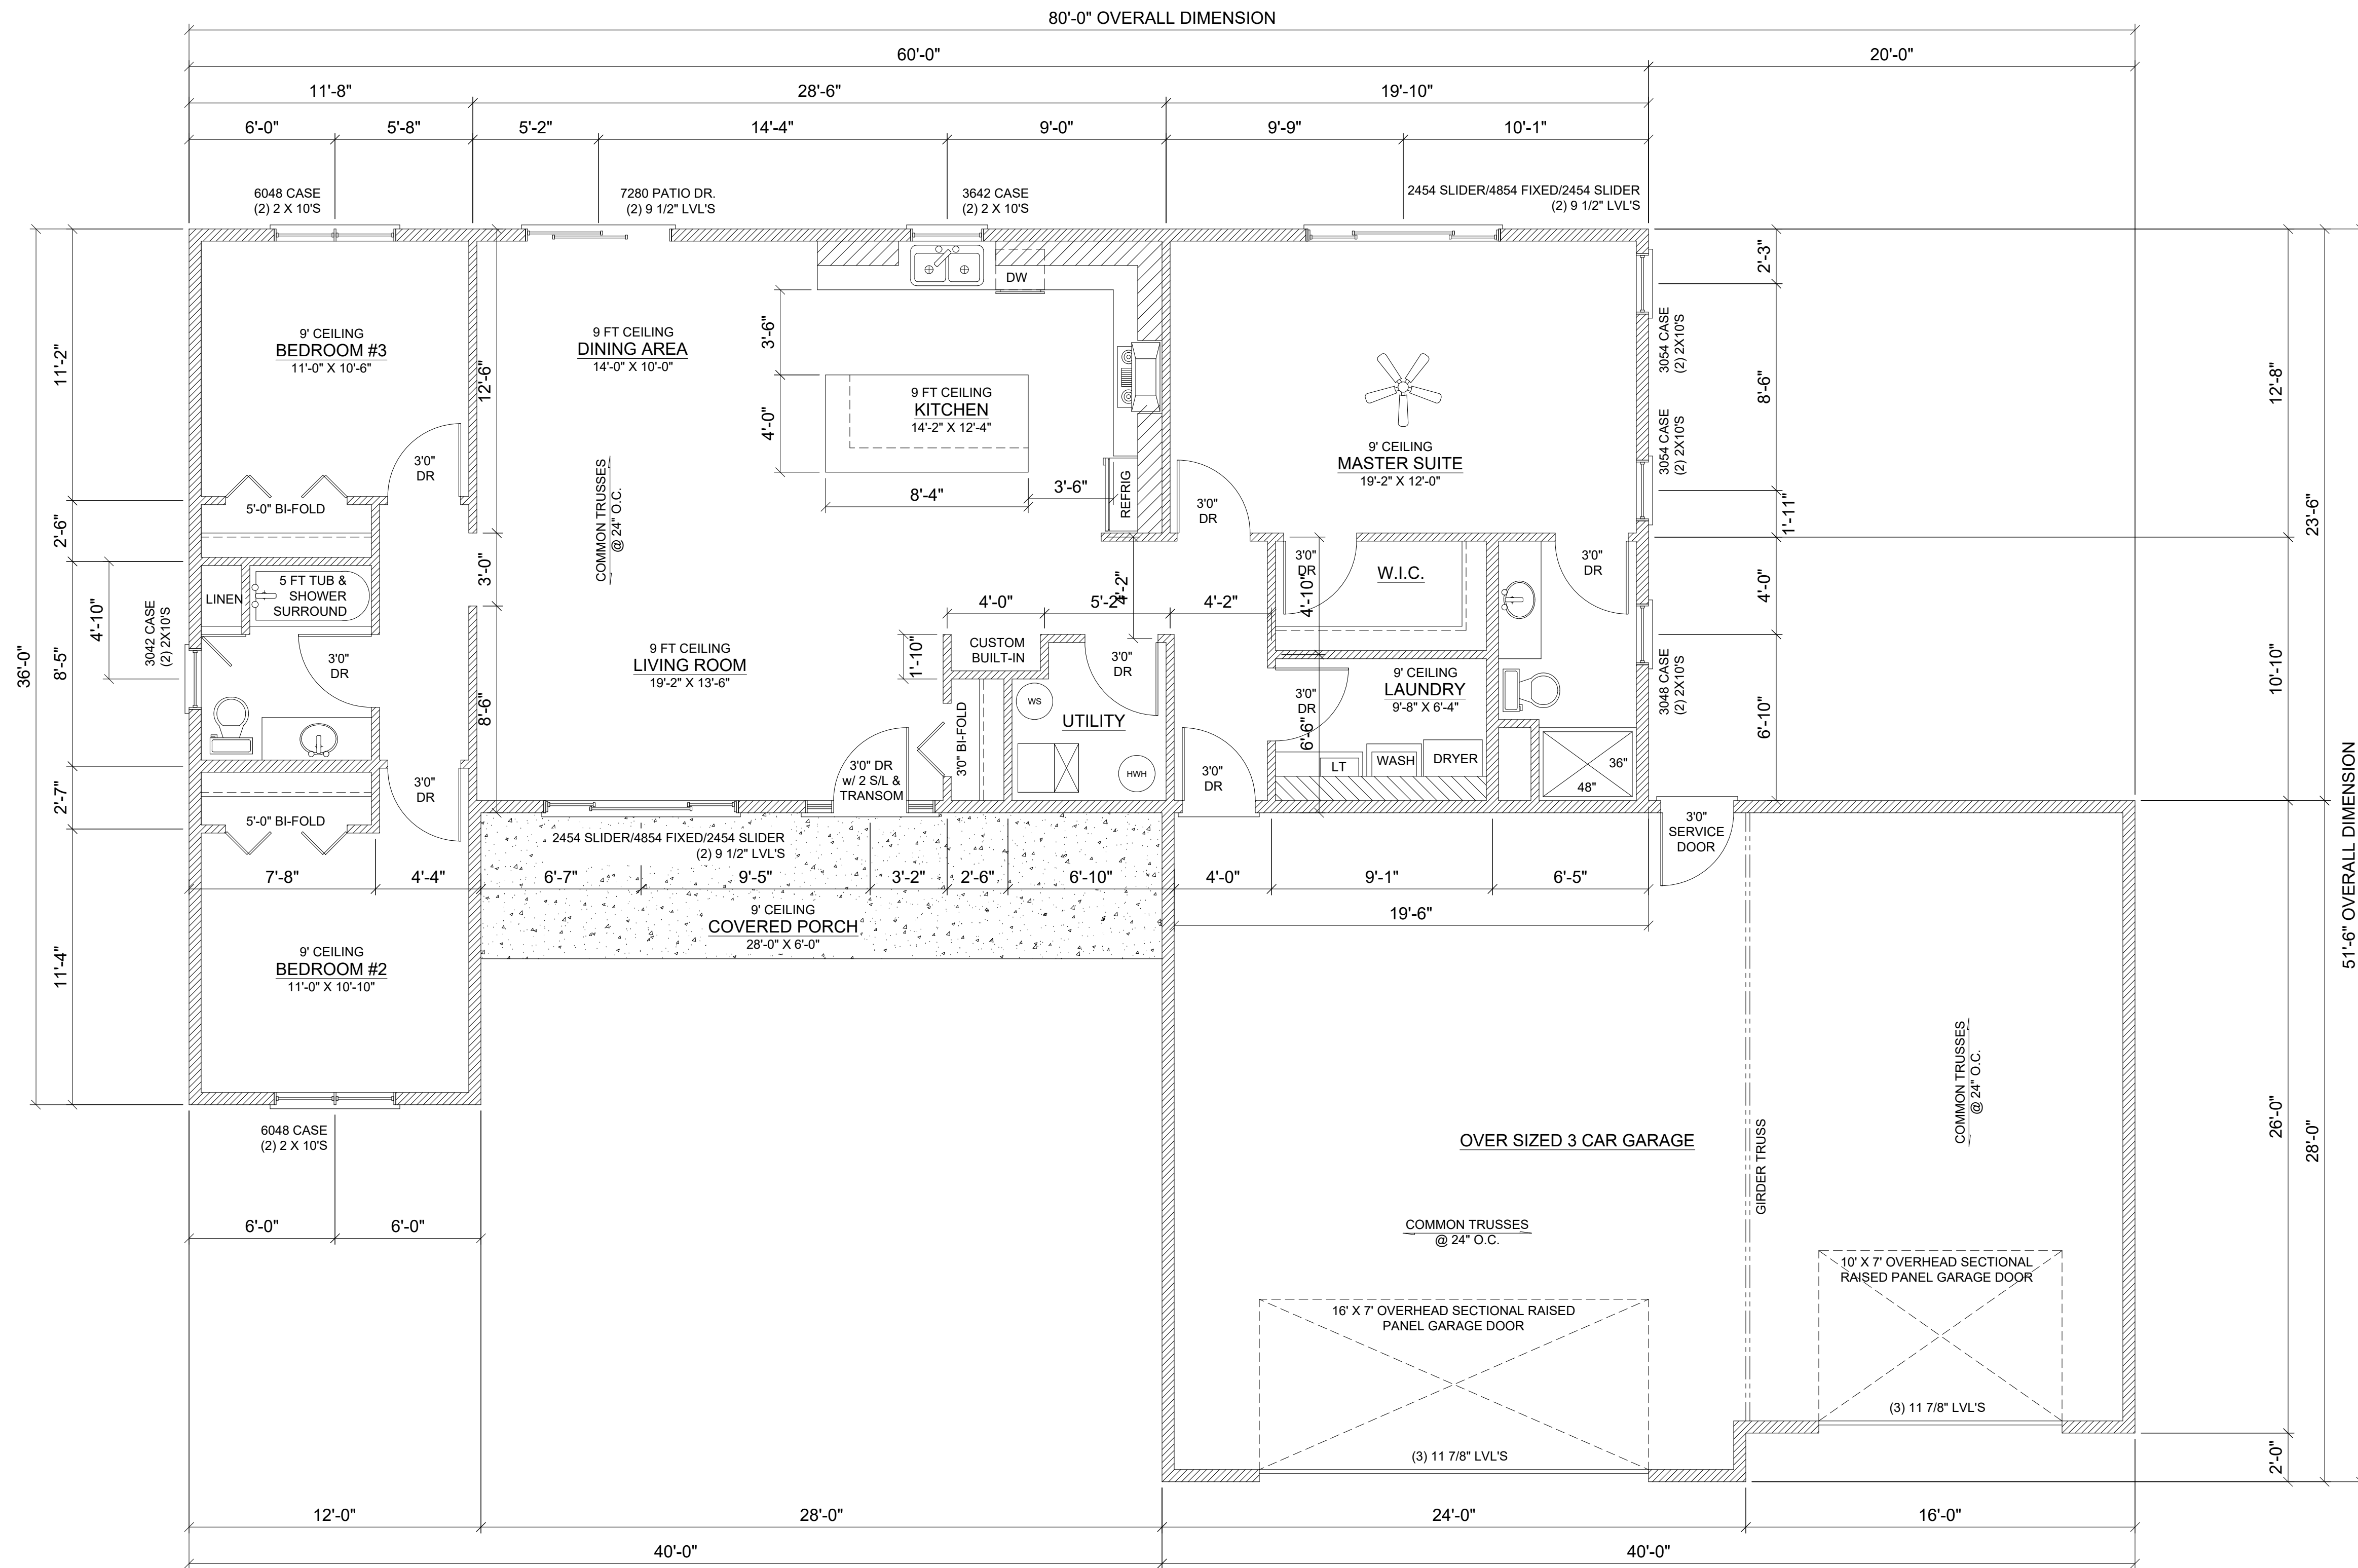 80'-0" OVERALL DIMENSION
60'-0"
20'-0"
11'-8"
28'-6"
19'-10"
6'-0"
5'-8"
5'-2"
14'-4"
9'-0"
9'-9"
10'-1"
6048 CASE
(2) 2 X 10'S
7280 PATIO DR.
(2) 9 1/2" LVL'S
3642 CASE
(2) 2 X 10'S
2454 SLIDER/4854 FIXED/2454 SLIDER
(2) 9 1/2" LVL'S
36'-0"
11'-2"
2'-6"
8'-5"
2'-7"
11'-4"
4'-10"
3042 CASE
(2) 2X10'S
9' CEILING
BEDROOM #3
11'-0" X 10'-6"
3'0"
DR
5'-0" BI-FOLD
LINEN
5 FT TUB &
SHOWER
SURROUND
3'0"
DR
3'0"
DR
5'-0" BI-FOLD
7'-8"
4'-4"
9' CEILING
BEDROOM #2
11'-0" X 10'-10"
6048 CASE
(2) 2 X 10'S
6'-0"
6'-0"
12'-6"
3'-0"
8'-6"
9 FT CEILING
DINING AREA
14'-0" X 10'-0"
COMMON TRUSSES
@ 24" O.C.
3'-6"
4'-0"
DW
9 FT CEILING
KITCHEN
14'-2" X 12'-4"
8'-4"
3'-6"
REFRIG
9 FT CEILING
LIVING ROOM
19'-2" X 13'-6"
4'-0"
5'-2"
4'-2"
4'-2"
1'-10"
CUSTOM
BUILT-IN
3'0"
DR
WS
UTILITY
HWH
3'0" BI-FOLD
3'0" DR
w/ 2 S/L &
TRANSOM
2454 SLIDER/4854 FIXED/2454 SLIDER
(2) 9 1/2" LVL'S
6'-7"
9'-5"
3'-2"
2'-6"
6'-10"
9' CEILING
COVERED PORCH
28'-0" X 6'-0"
9' CEILING
MASTER SUITE
19'-2" X 12'-0"
3'0"
DR
3'0"
DR
W.I.C.
3'0"
DR
4'-10"
6'-6"
3'0"
DR
9' CEILING
LAUNDRY
9'-8" X 6'-4"
LT
WASH
DRYER
36"
48"
3'0"
DR
3054 CASE
(2) 2X10'S
3054 CASE
(2) 2X10'S
3048 CASE
(2) 2X10'S
2'-3"
8'-6"
1'-11"
4'-0"
6'-10"
12'-8"
10'-10"
23'-6"
51'-6" OVERALL DIMENSION
26'-0"
28'-0"
2'-0"
3'0"
SERVICE
DOOR
4'-0"
9'-1"
6'-5"
19'-6"
OVER SIZED 3 CAR GARAGE
GIRDER TRUSS
COMMON TRUSSES
@ 24" O.C.
COMMON TRUSSES
@ 24" O.C.
16' X 7' OVERHEAD SECTIONAL RAISED
PANEL GARAGE DOOR
(3) 11 7/8" LVL'S
10' X 7' OVERHEAD SECTIONAL
RAISED PANEL GARAGE DOOR
(3) 11 7/8" LVL'S
12'-0"
28'-0"
24'-0"
16'-0"
40'-0"
40'-0"